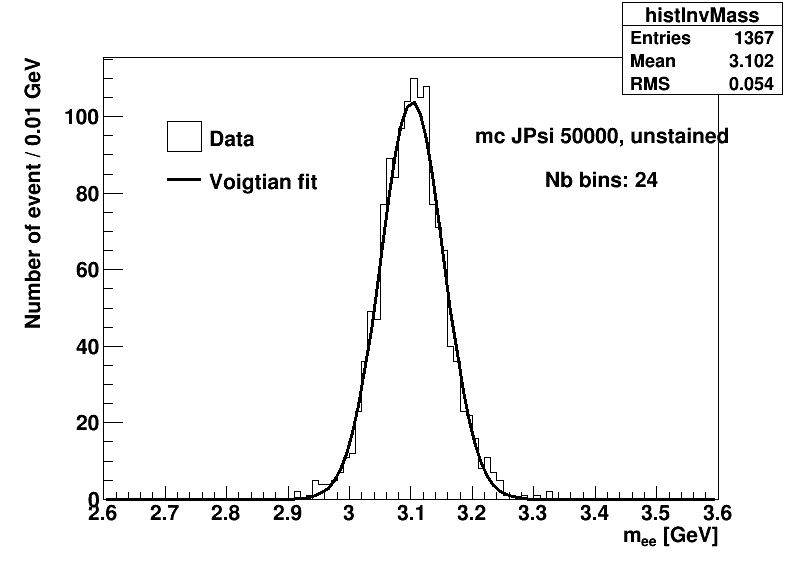 histInvMass
Entries 1367
Mean 3.102
RMS 0.054
Number of event / 0.01 GeV
100
80
60
40
20
0
Data
Voigtian fit
mc JPsi 50000, unstained
Nb bins: 24
2.6 2.7 2.8 2.9 3 3.1 3.2 3.3 3.4 3.5 3.6
mee [GeV]